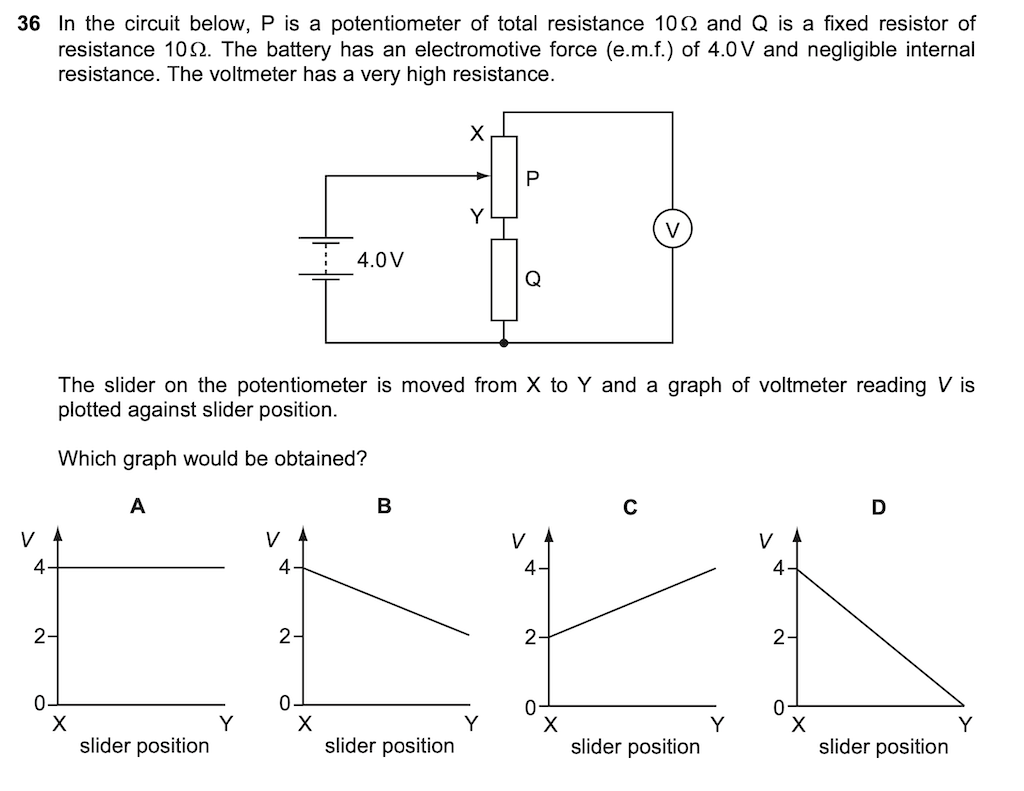 36 In the circuit below, P is a potentiometer of total resistance 10Ω and Q is a fixed resistor of
resistance 10Ω. The battery has an electromotive force (e.m.f.) of 4.0V and negligible internal
resistance. The voltmeter has a very high resistance.
X
P
Y
V
4.0V
Q
The slider on the potentiometer is moved from X to Y and a graph of voltmeter reading V is
plotted against slider position.
Which graph would be obtained?
A
V
4
2
0
X
Y
slider position
B
V
4
2
0
X
Y
slider position
C
V
4
2
0
X
Y
slider position
D
V
4
2
0
X
Y
slider position